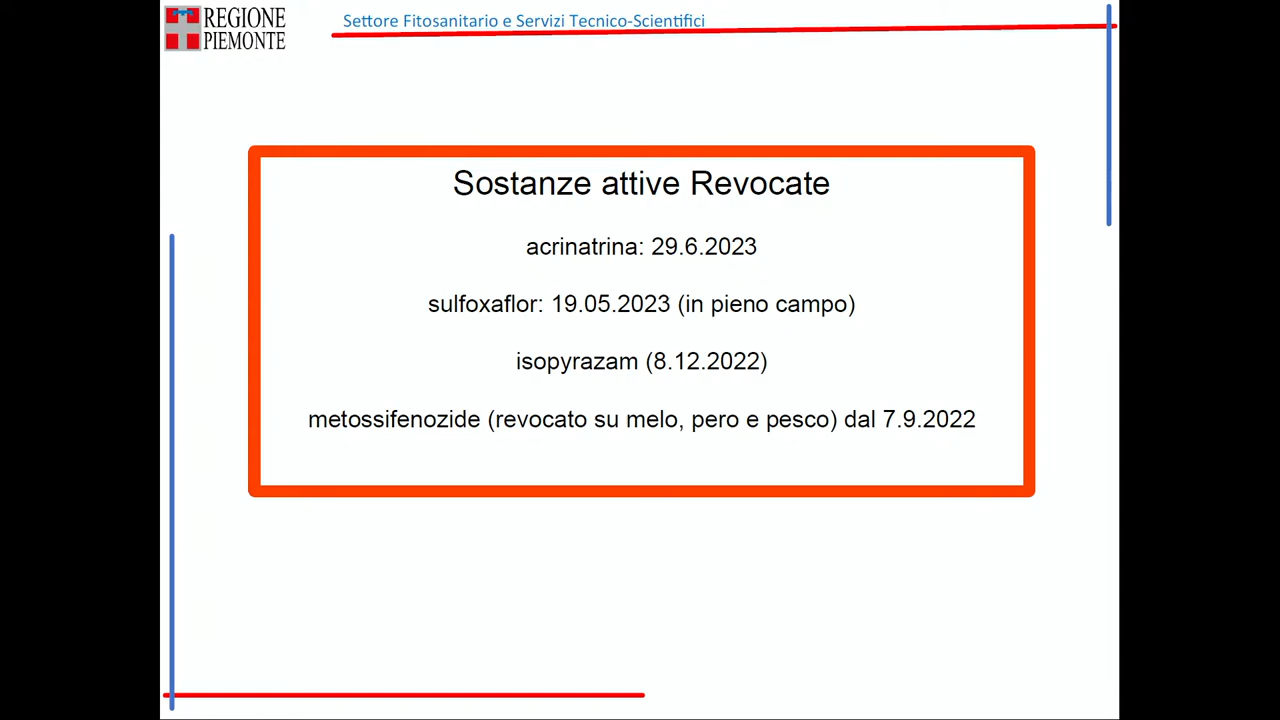 REGIONE
PIEMONTE
Settore Fitosanitario e Servizi Tecnico-Scientifici
Sostanze attive Revocate
acrinatrina: 29.6.2023
sulfoxaflor: 19.05.2023 (in pieno campo)
isopyrazam (8.12.2022)
metossifenozide (revocato su melo, pero e pesco) dal 7.9.2022